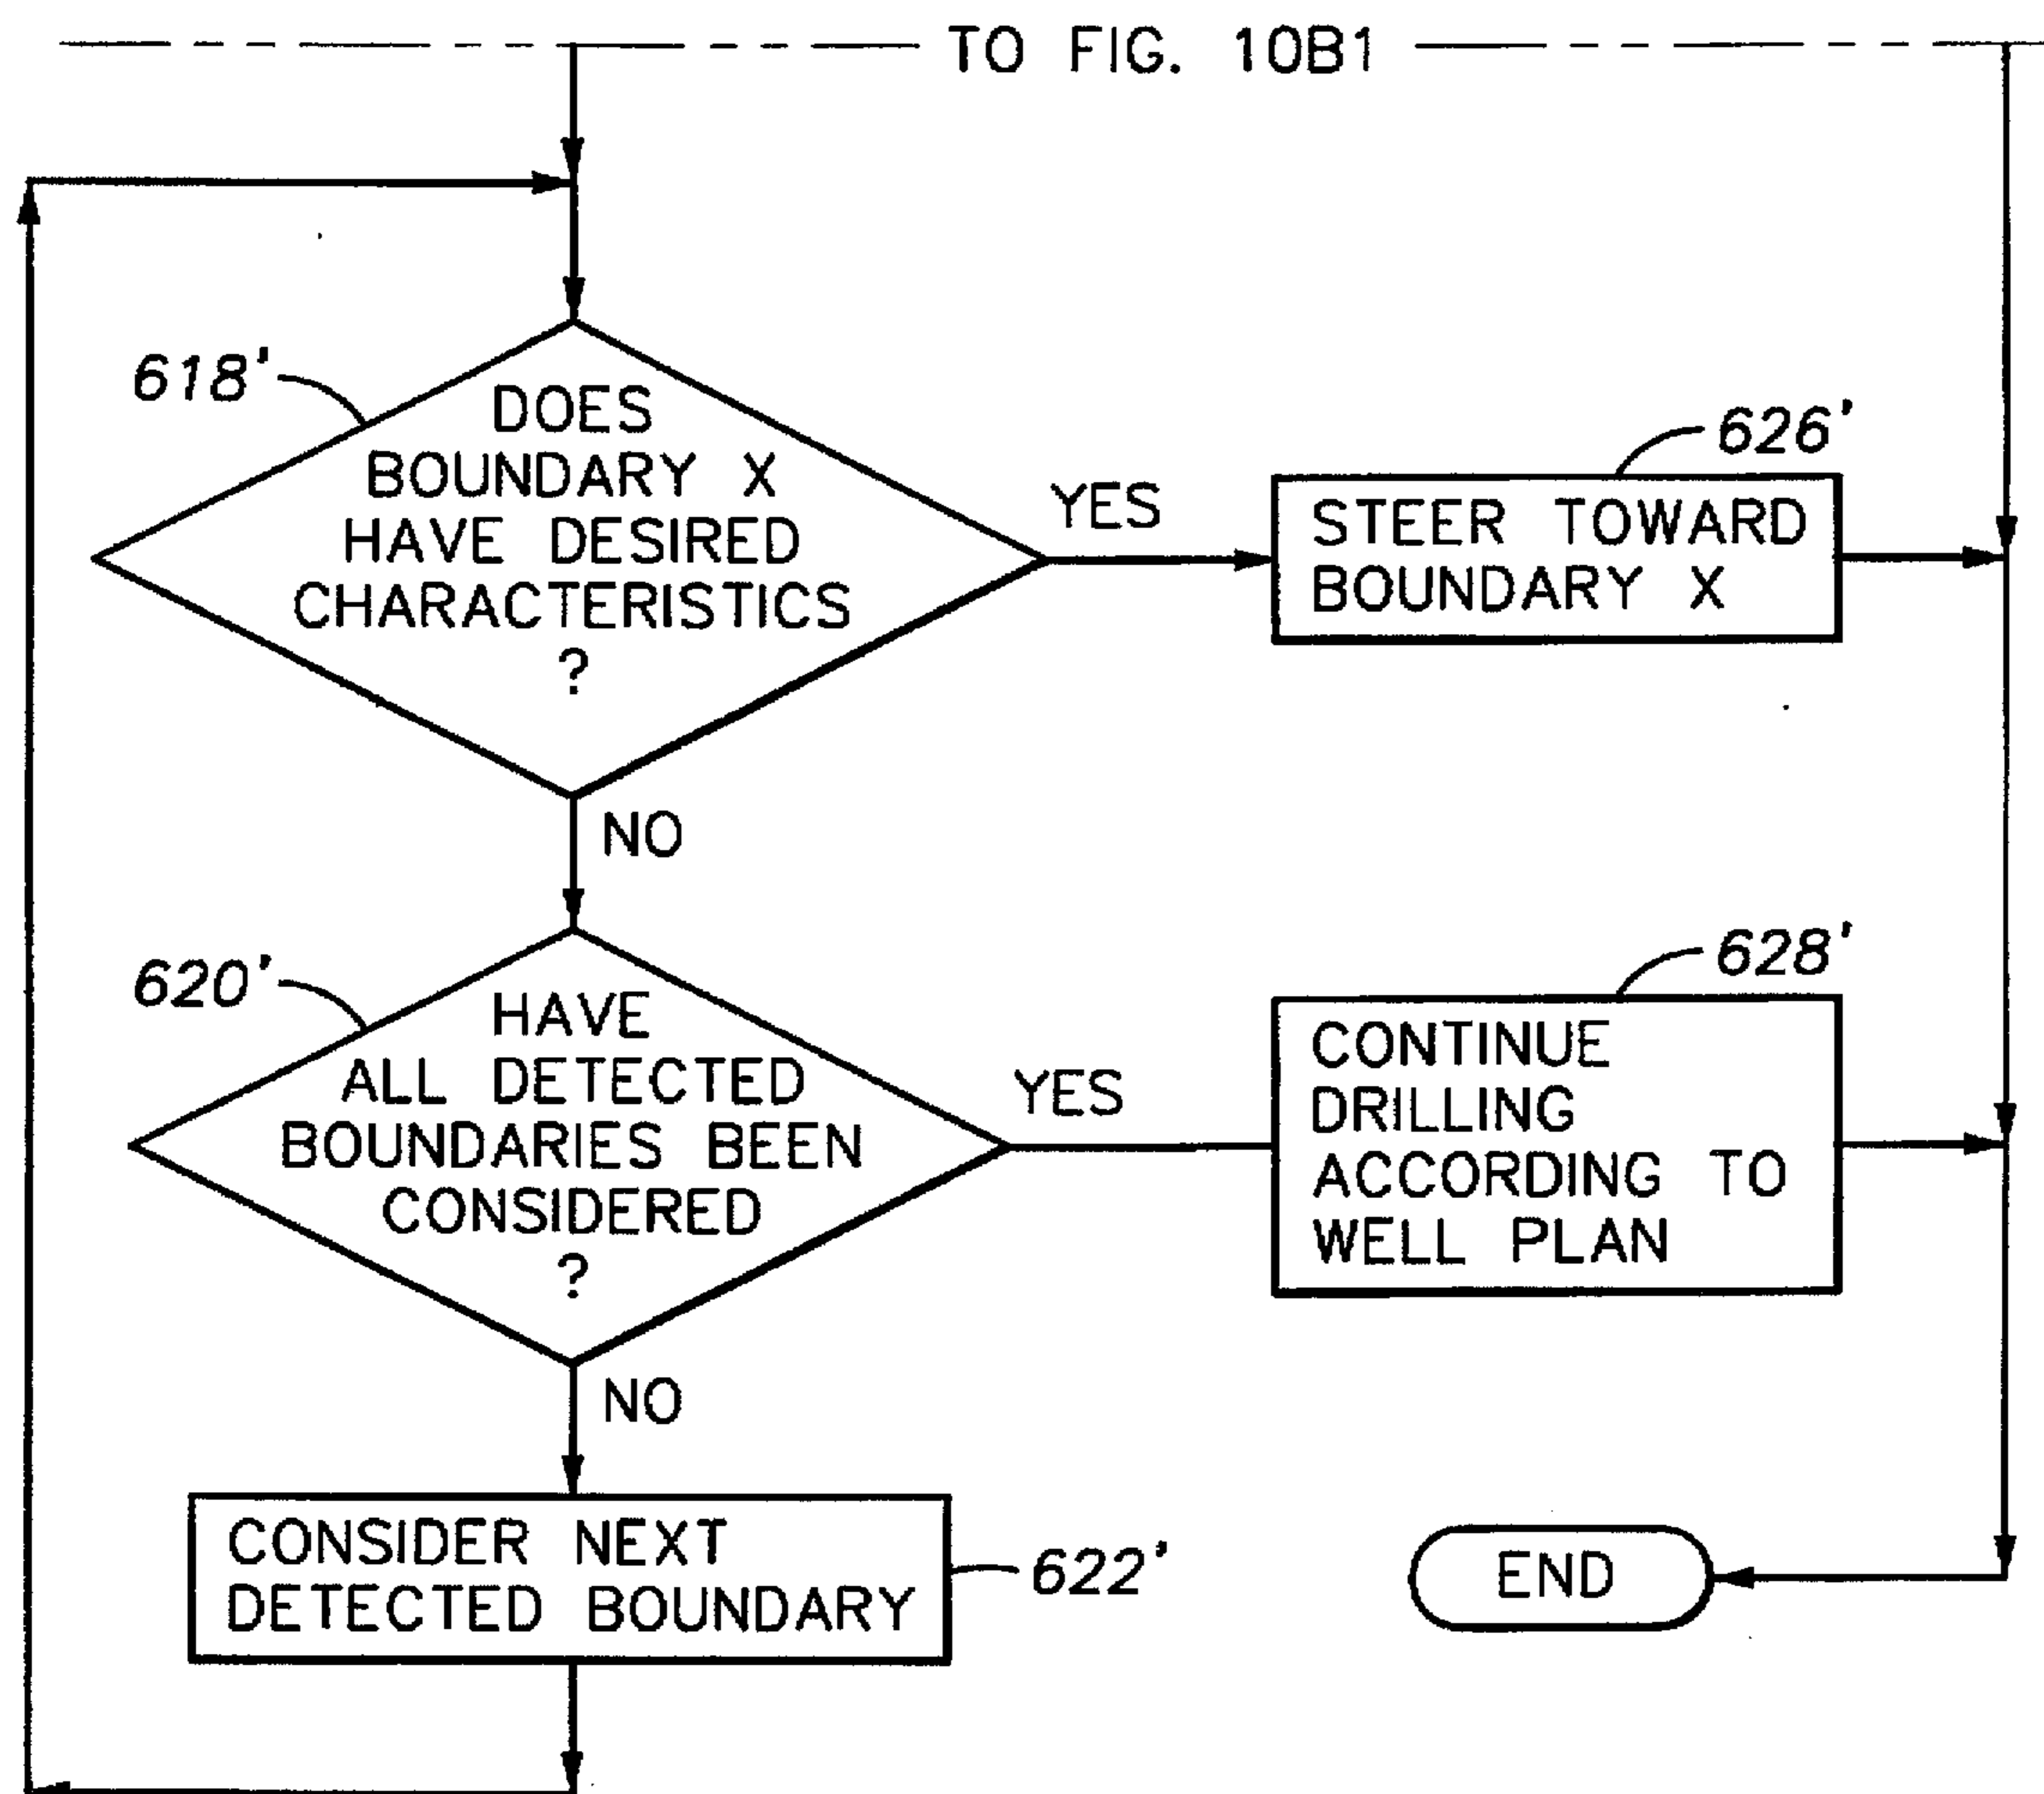 TO FIG. 10B1
618'
DOES
BOUNDARY X
HAVE DESIRED
CHARACTERISTICS
?
YES
626'
STEER TOWARD
BOUNDARY X
NO
620'
HAVE
ALL DETECTED
BOUNDARIES BEEN
CONSIDERED
?
YES
628'
CONTINUE
DRILLING
ACCORDING TO
WELL PLAN
NO
CONSIDER NEXT
DETECTED BOUNDARY
622'
END